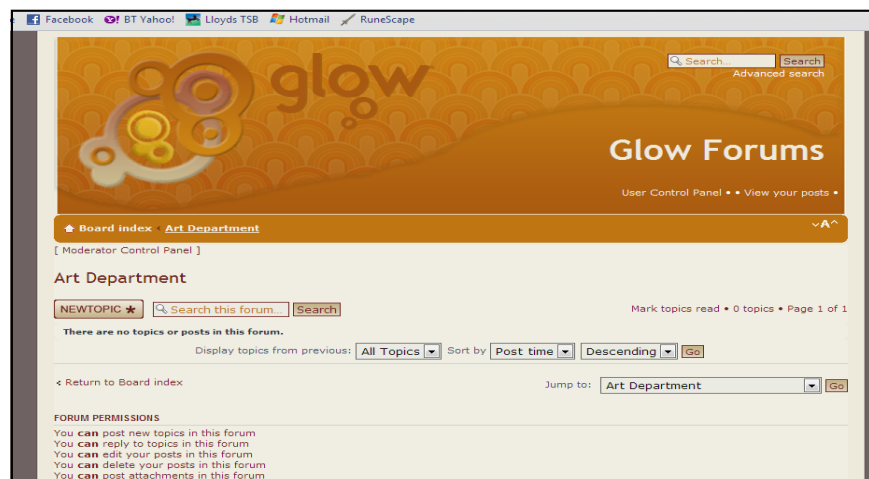 Facebook BT Yahoo! Lloyds TSB Hotmail RuneScape
glow
Search... Search
Advanced search
Glow Forums
User Control Panel • • View your posts •
Board index ‹ Art Department
A
[ Moderator Control Panel ]
Art Department
NEWTOPIC * Search this forum... Search Mark topics read • 0 topics • Page 1 of 1
There are no topics or posts in this forum.
Display topics from previous: All Topics Sort by Post time Descending Go
‹ Return to Board index Jump to: Art Department Go
FORUM PERMISSIONS
You can post new topics in this forum
You can reply to topics in this forum
You can edit your posts in this forum
You can delete your posts in this forum
You can post attachments in this forum